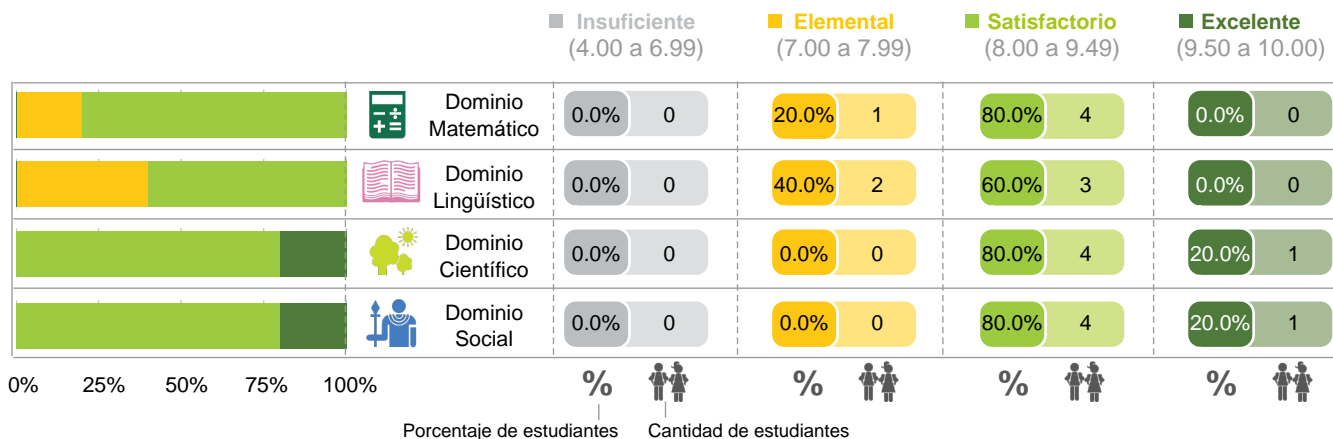 Insuficiente Elemental Satisfactorio Excelente
(4.00 a 6.99) (7.00 a 7.99) (8.00 a 9.49) (9.50 a 10.00)
Dominio
Matemático
0.0% 0 20.0% 1 80.0% 4 0.0% 0
Dominio
Lingüístico
0.0% 0 40.0% 2 60.0% 3 0.0% 0
Dominio
Científico
0.0% 0 0.0% 0 80.0% 4 20.0% 1
Dominio
Social
0.0% 0 0.0% 0 80.0% 4 20.0% 1
0% 25% 50% 75% 100% % % % %
Porcentaje de estudiantes Cantidad de estudiantes